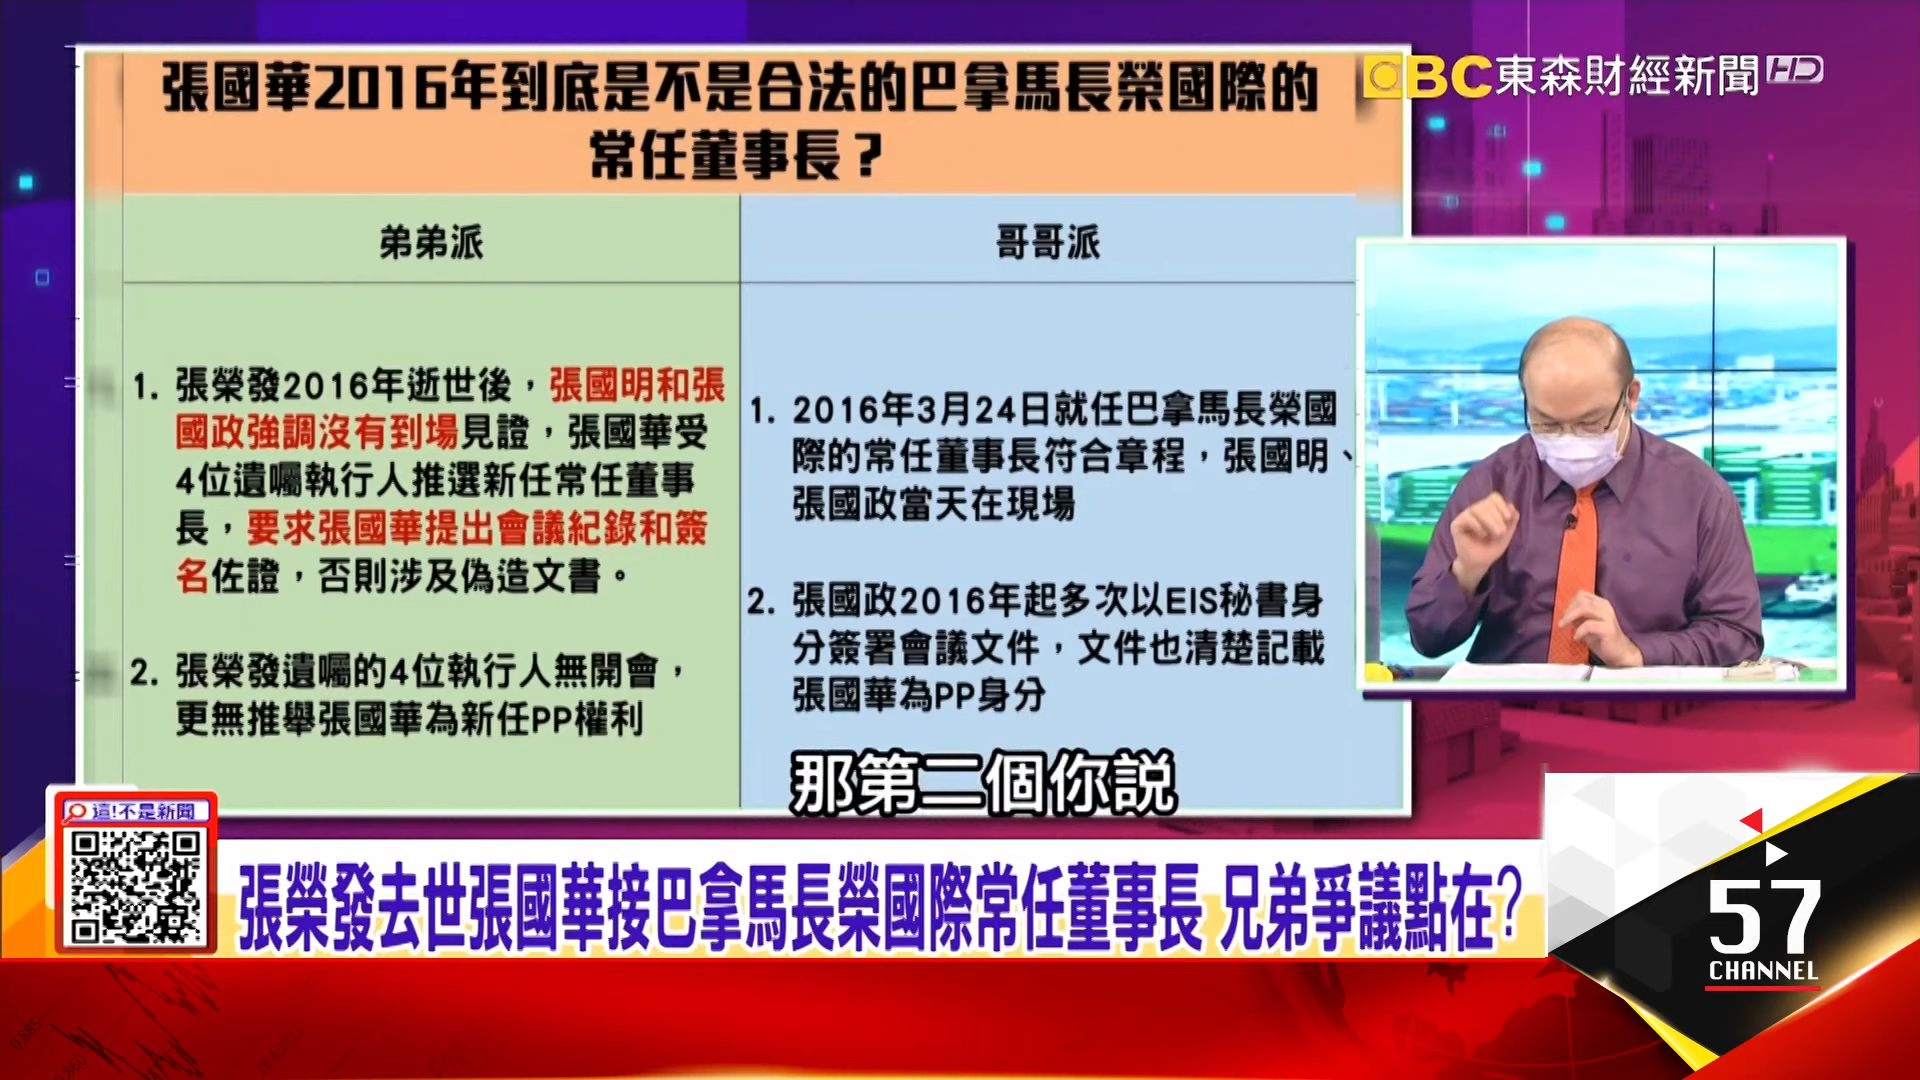 張國華2016年到底是不是合法的巴拿馬長榮國際的
常任董事長？
EBC東森財經新聞HD
弟弟派
哥哥派
1. 張榮發2016年逝世後，張國明和張
國政強調沒有到場見證，張國華受
4位遺囑執行人推選新任常任董事
長，要求張國華提出會議紀錄和簽
名佐證，否則涉及偽造文書。
2. 張榮發遺囑的4位執行人無開會，
更無推舉張國華為新任PP權利
1. 2016年3月24日就任巴拿馬長榮國
際的常任董事長符合章程，張國明、
張國政當天在現場
2. 張國政2016年起多次以EIS秘書身
分簽署會議文件，文件也清楚記載
張國華為PP身分
那第二個你說
這!不是新聞
張榮發去世張國華接巴拿馬長榮國際常任董事長 兄弟爭議點在?
57
CHANNEL